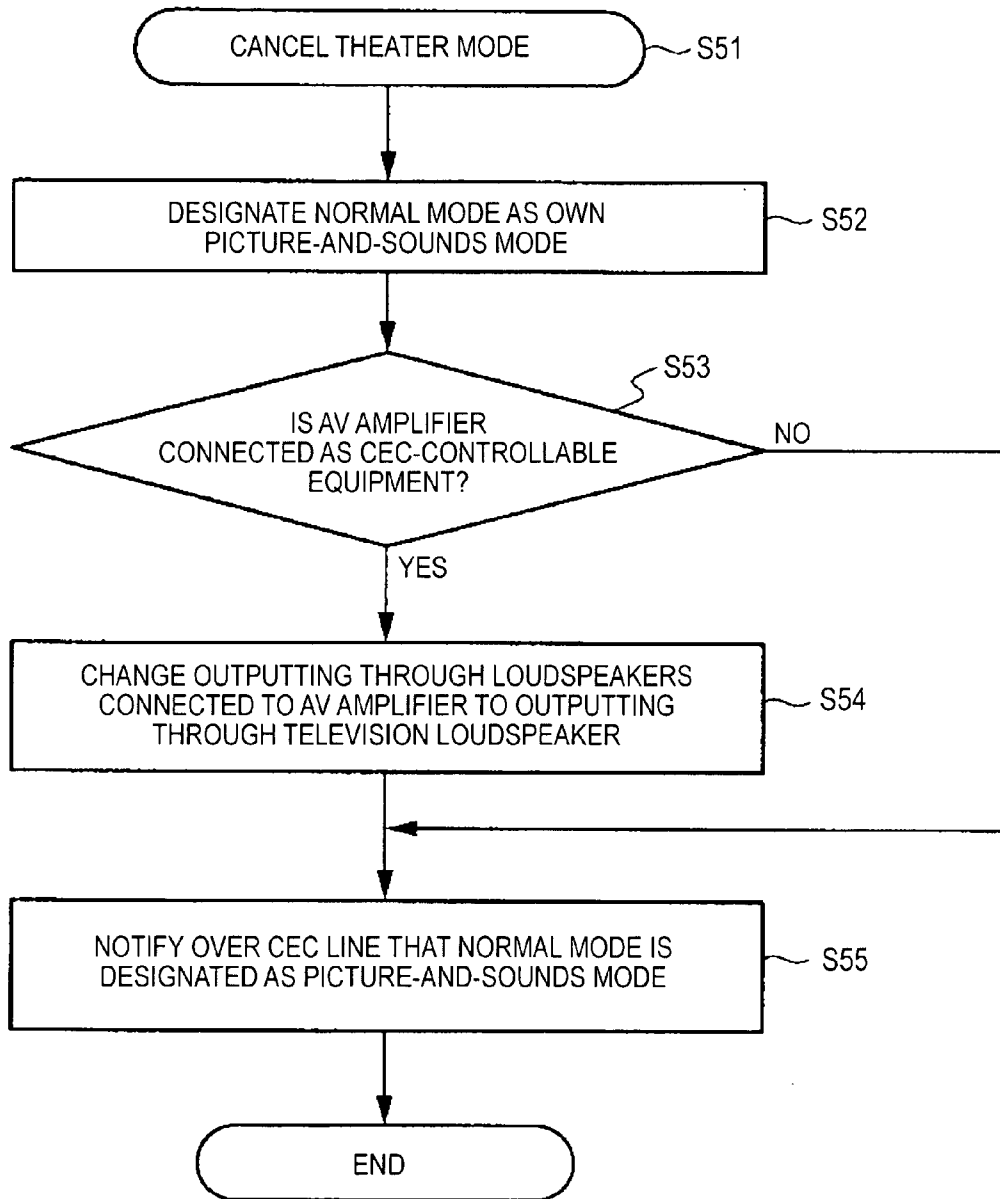 CANCEL THEATER MODE
S51
DESIGNATE NORMAL MODE AS OWN
PICTURE-AND-SOUNDS MODE
S52
S53
IS AV AMPLIFIER
CONNECTED AS CEC-CONTROLLABLE
EQUIPMENT?
NO
YES
CHANGE OUTPUTTING THROUGH LOUDSPEAKERS
CONNECTED TO AV AMPLIFIER TO OUTPUTTING
THROUGH TELEVISION LOUDSPEAKER
S54
NOTIFY OVER CEC LINE THAT NORMAL MODE IS
DESIGNATED AS PICTURE-AND-SOUNDS MODE
S55
END